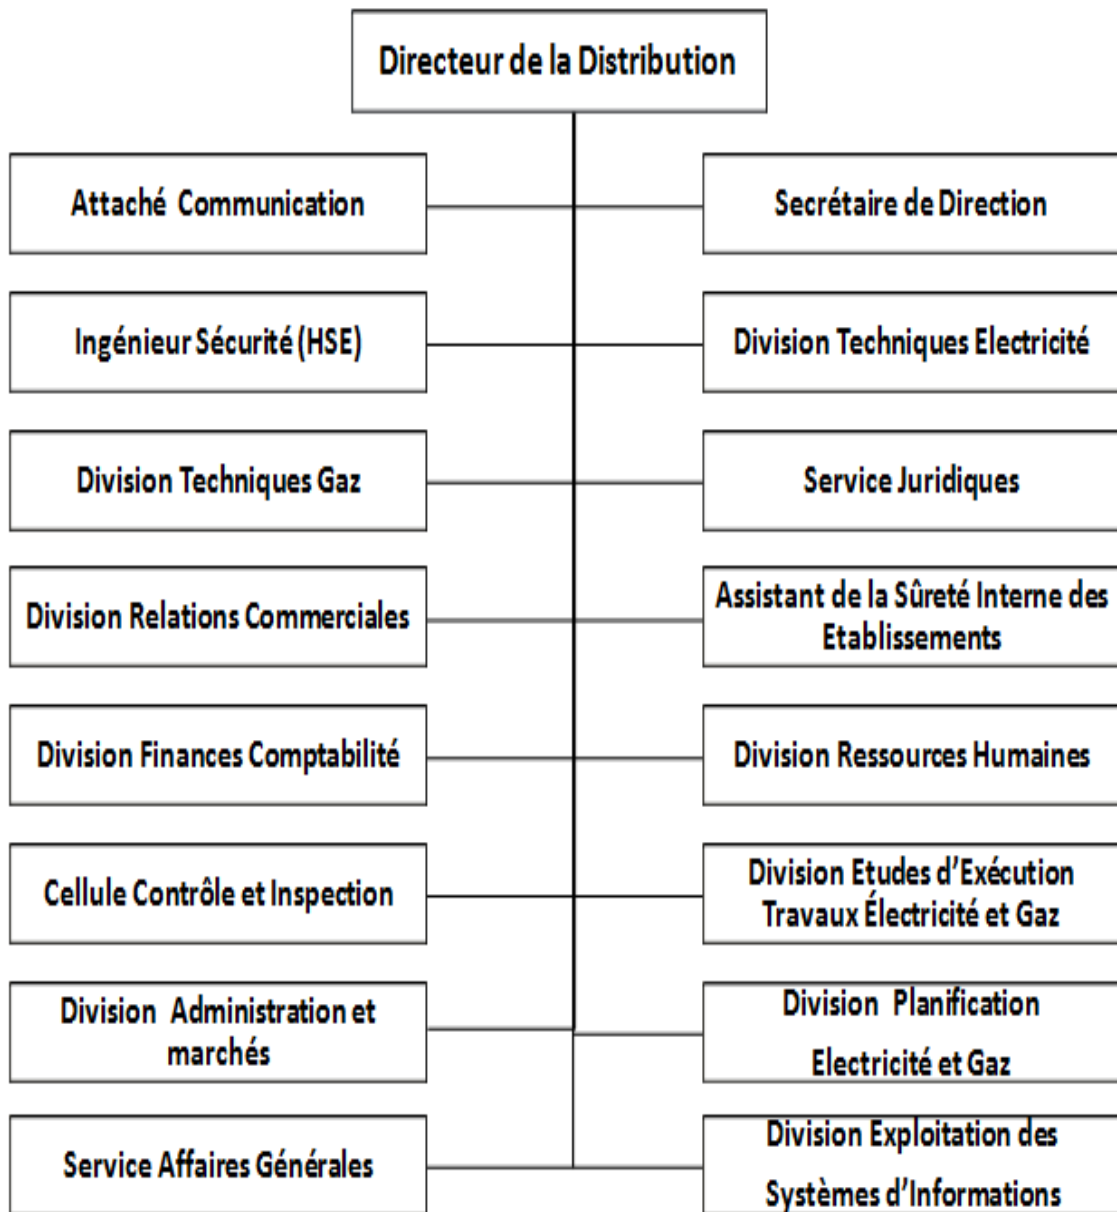 Directeur de la Distribution
Attaché Communication
Secrétaire de Direction
Ingénieur Sécurité (HSE)
Division Techniques Electricité
Division Techniques Gaz
Service Juridiques
Division Relations Commerciales
Assistant de la Sûreté Interne des
Etablissements
Division Finances Comptabilité
Division Ressources Humaines
Cellule Contrôle et Inspection
Division Etudes d’Exécution
Travaux Électricité et Gaz
Division Administration et
marchés
Division Planification
Electricité et Gaz
Service Affaires Générales
Division Exploitation des
Systèmes d’Informations